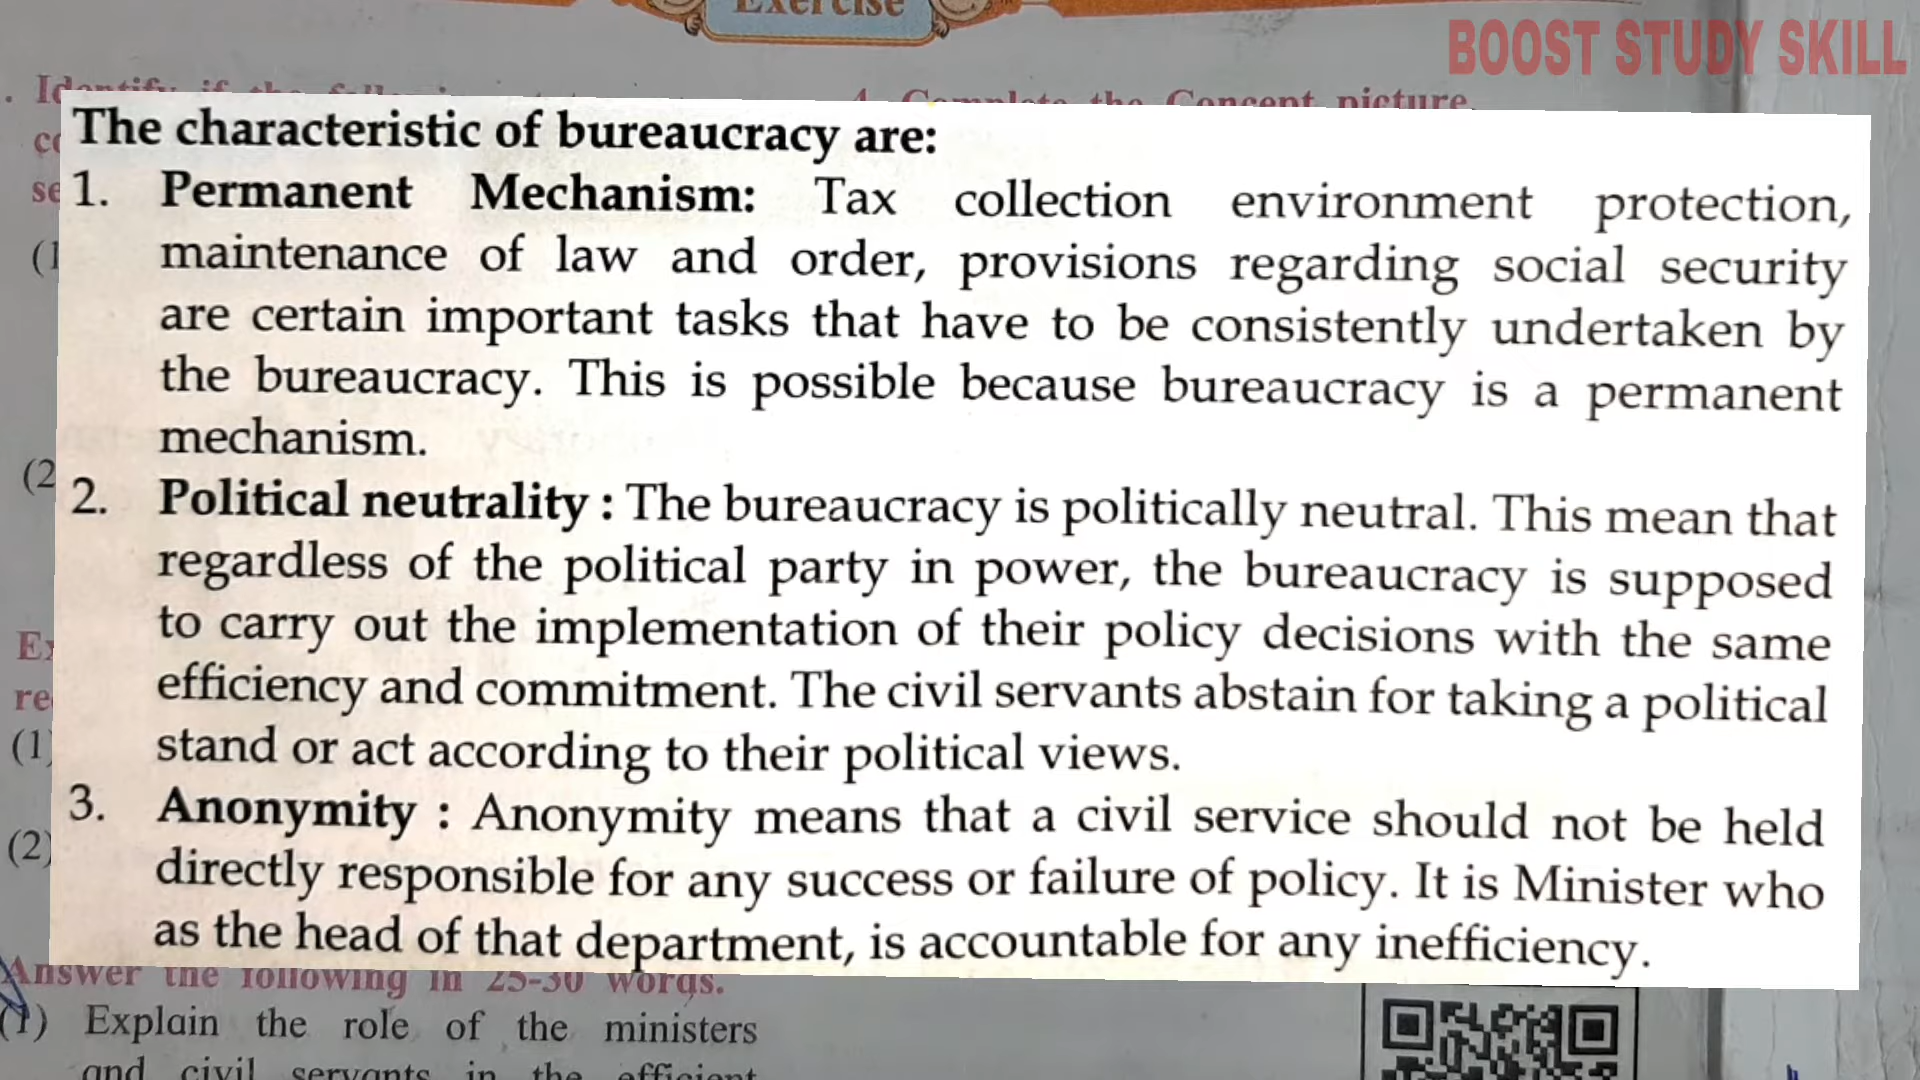 Exercise
BOOST STUDY SKILL
4. Complete the Concept picture.
The characteristic of bureaucracy are:
1. Permanent Mechanism: Tax collection environment protection,
maintenance of law and order, provisions regarding social security
are certain important tasks that have to be consistently undertaken by
the bureaucracy. This is possible because bureaucracy is a permanent
mechanism.
2. Political neutrality : The bureaucracy is politically neutral. This mean that
regardless of the political party in power, the bureaucracy is supposed
to carry out the implementation of their policy decisions with the same
efficiency and commitment. The civil servants abstain for taking a political
stand or act according to their political views.
3. Anonymity : Anonymity means that a civil service should not be held
directly responsible for any success or failure of policy. It is Minister who
as the head of that department, is accountable for any inefficiency.
(1)
(2)
Answer the following in 25-30 words.
(1) Explain the role of the ministers
and civil servants in the efficient